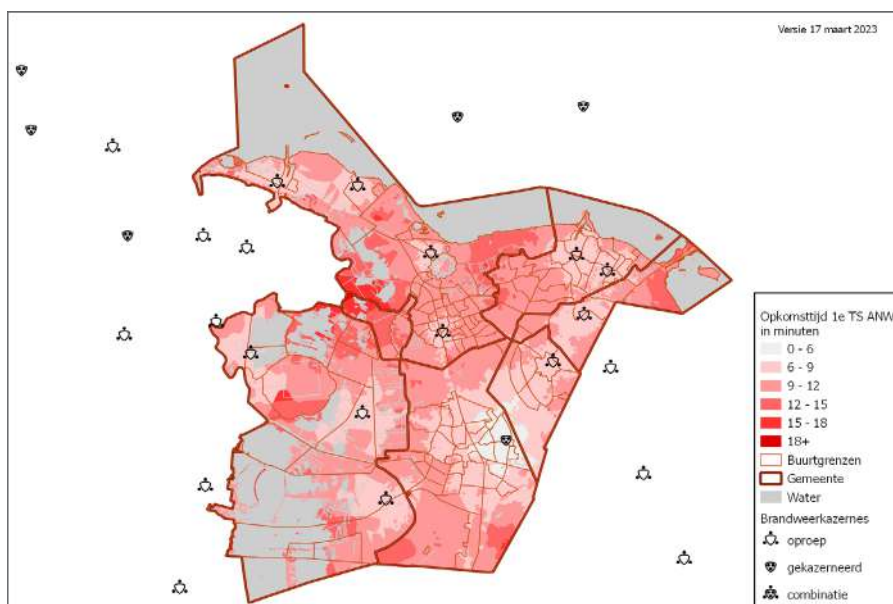 Versie 17 maart 2023
Opkomsttijd 1e TS ANW
in minuten
0 - 6
6 - 9
9 - 12
12 - 15
15 - 18
18+
Buurtgrenzen
Gemeente
Water
Brandweerkazernes
oproep
gekazerneerd
combinatie